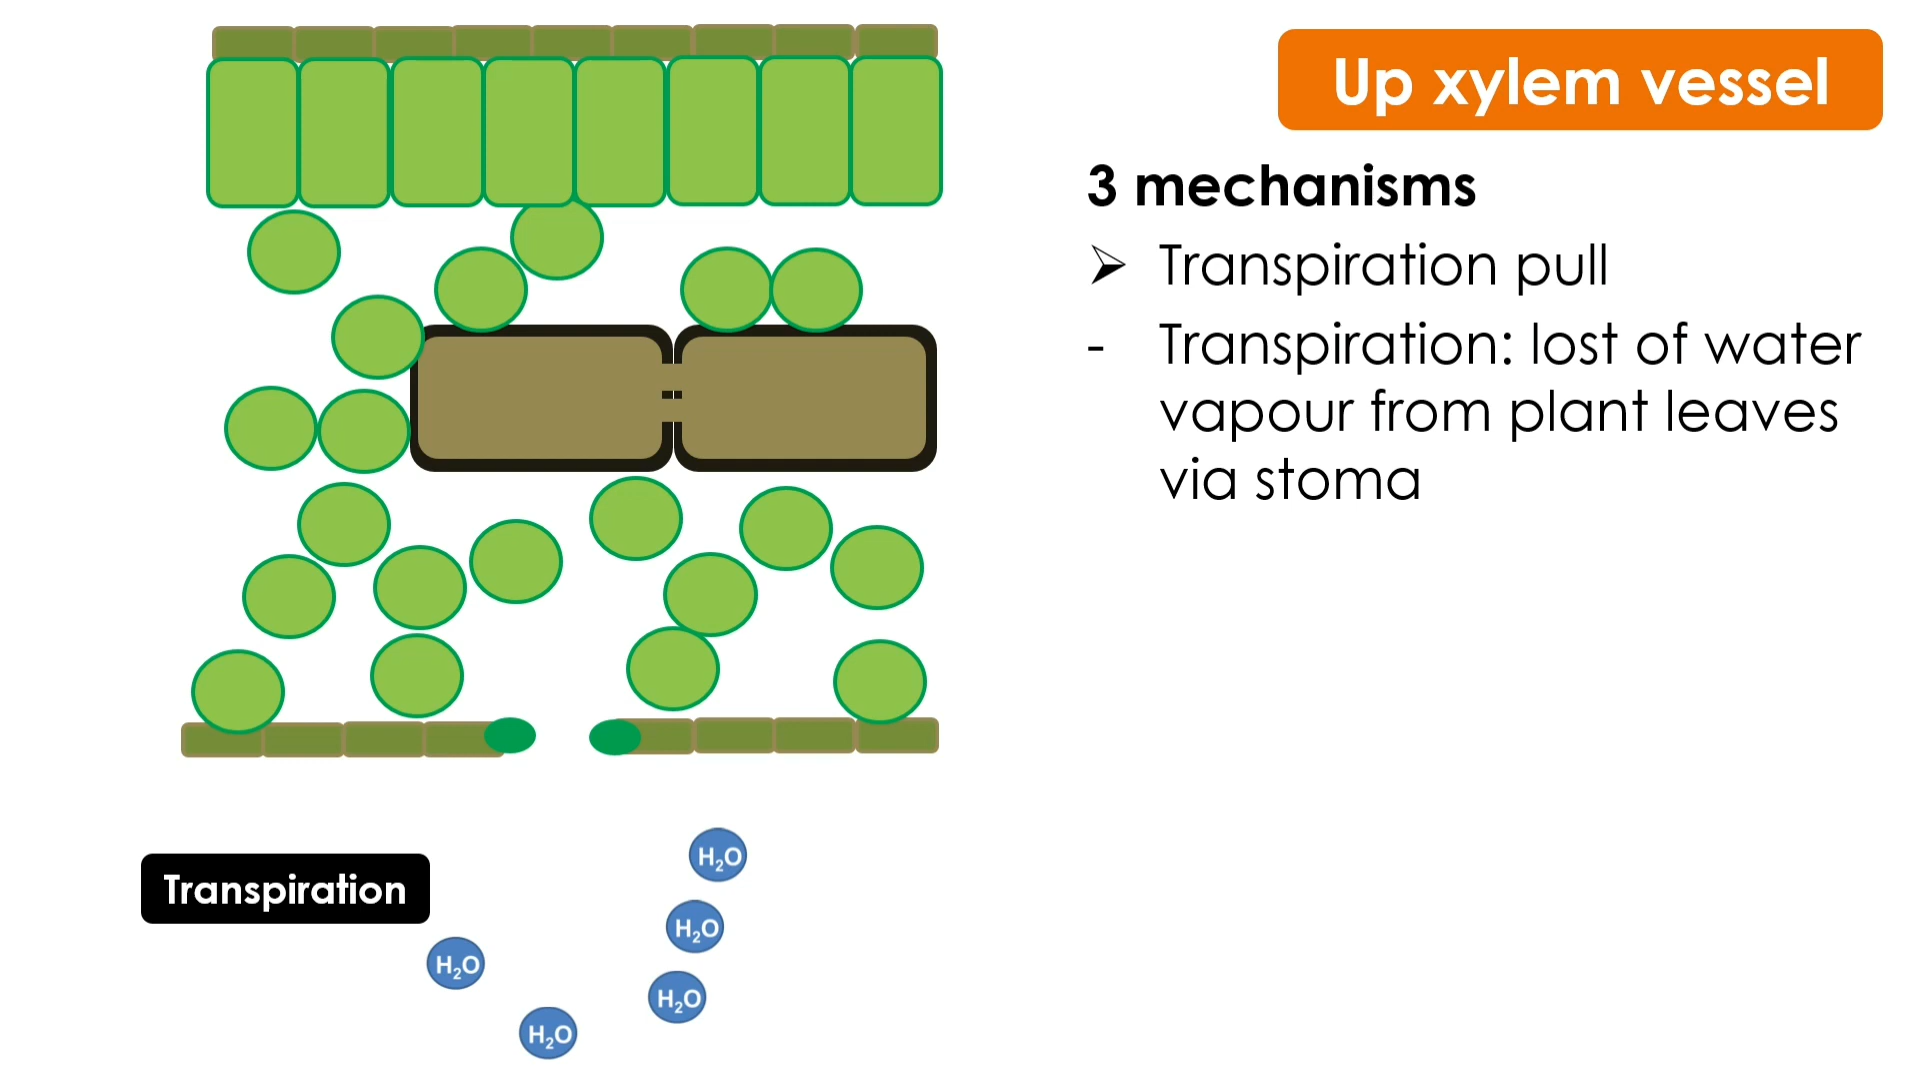 Up xylem vessel
3 mechanisms
➢ Transpiration pull
- Transpiration: lost of water
vapour from plant leaves
via stoma
Transpiration
H₂O
H₂O
H₂O
H₂O
H₂O